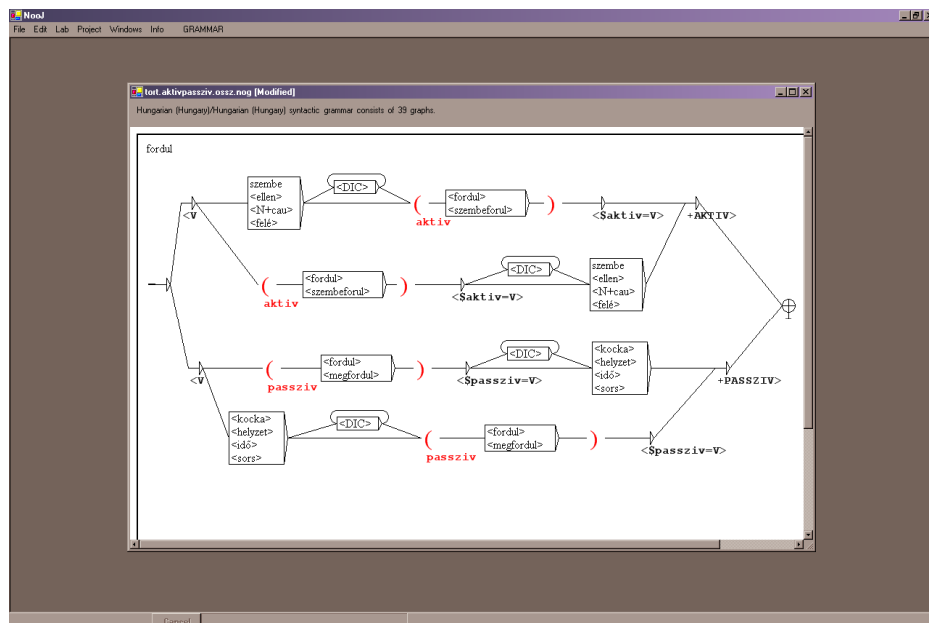 NooJ
File Edit Lab Project Windows Info GRAMMAR
tort.aktivpassziv.ossz.nog [Modified]
Hungarian (Hungary)/Hungarian (Hungary) syntactic grammar consists of 39 graphs.
fordul
<V
szembe
<ellen>
<N+cau>
<felé>
<DIC>
(
aktiv
<fordul>
<szembeforul>
)
<$aktiv=V>
+AKTIV>
(
aktiv
<fordul>
<szembeforul>
)
<$aktiv=V>
<DIC>
szembe
<ellen>
<N+cau>
<felé>
<V
(
passziv
<fordul>
<megfordul>
)
<$passziv=V>
<DIC>
<kocka>
<helyzet>
<idő>
<sors>
+PASSZIV>
<kocka>
<helyzet>
<idő>
<sors>
<DIC>
(
passziv
<fordul>
<megfordul>
)
<$passziv=V>
Cancel